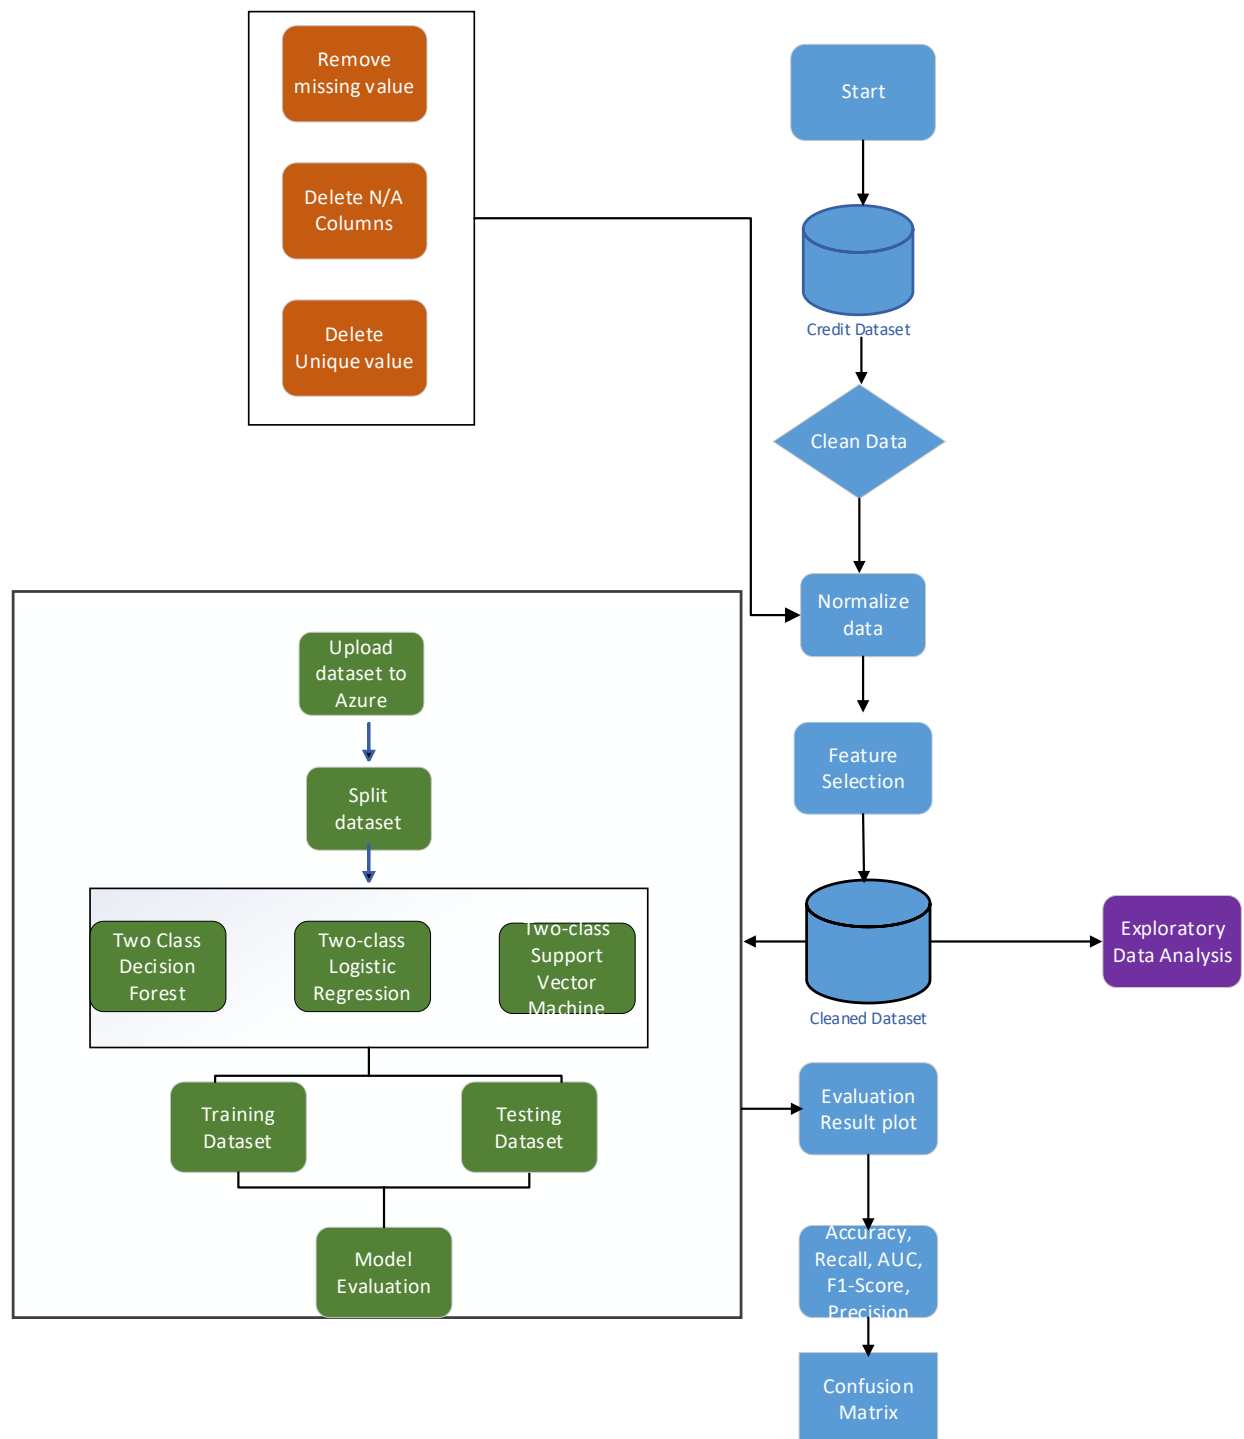 Remove
missing value
Delete N/A
Columns
Delete
Unique value
Start
Credit Dataset
Clean Data
Normalize
data
Feature
Selection
Cleaned Dataset
Exploratory
Data Analysis
Upload
dataset to
Azure
Split
dataset
Two Class
Decision
Forest
Two-class
Logistic
Regression
Two-class
Support
Vector
Machine
Training
Dataset
Testing
Dataset
Model
Evaluation
Evaluation
Result plot
Accuracy,
Recall, AUC,
F1-Score,
Precision
Confusion
Matrix